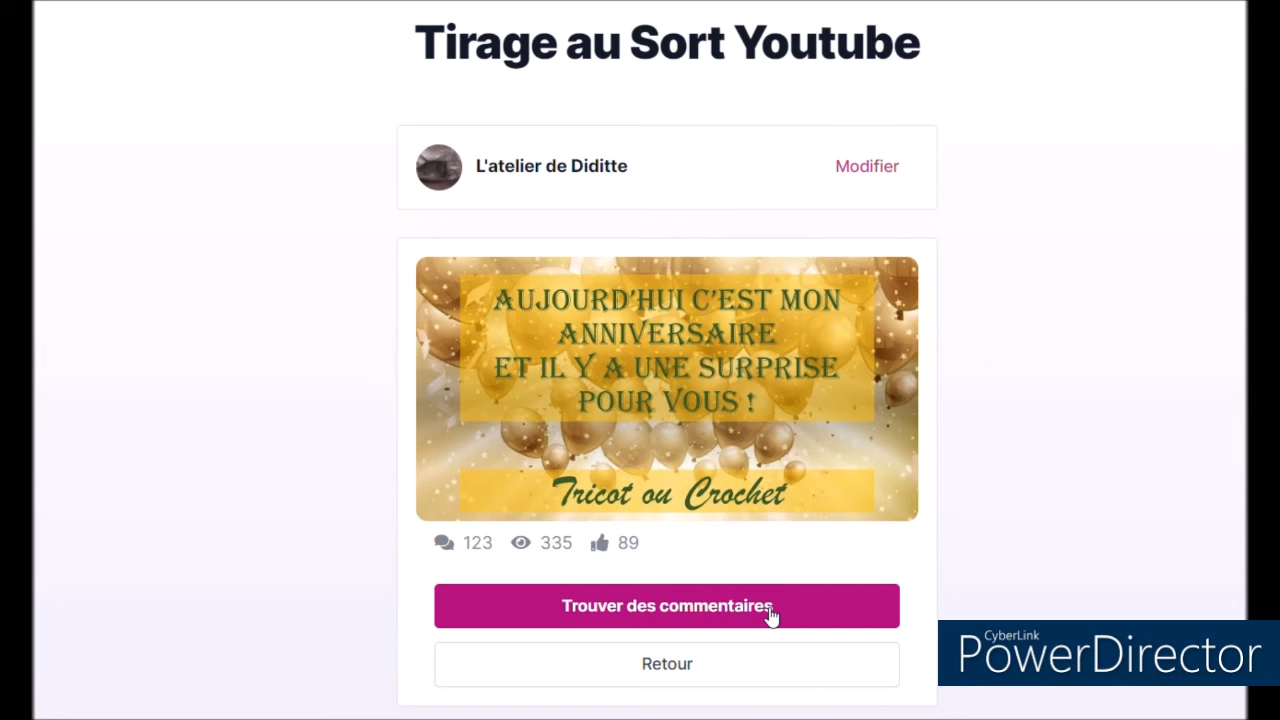 Tirage au Sort Youtube
L'atelier de Diditte
Modifier
AUJOURD'HUI C'EST MON
ANNIVERSAIRE
ET IL Y A UNE SURPRISE
POUR VOUS !
Tricot ou Crochet
123 335 89
Trouver des commentaires
Retour
CyberLink
PowerDirector